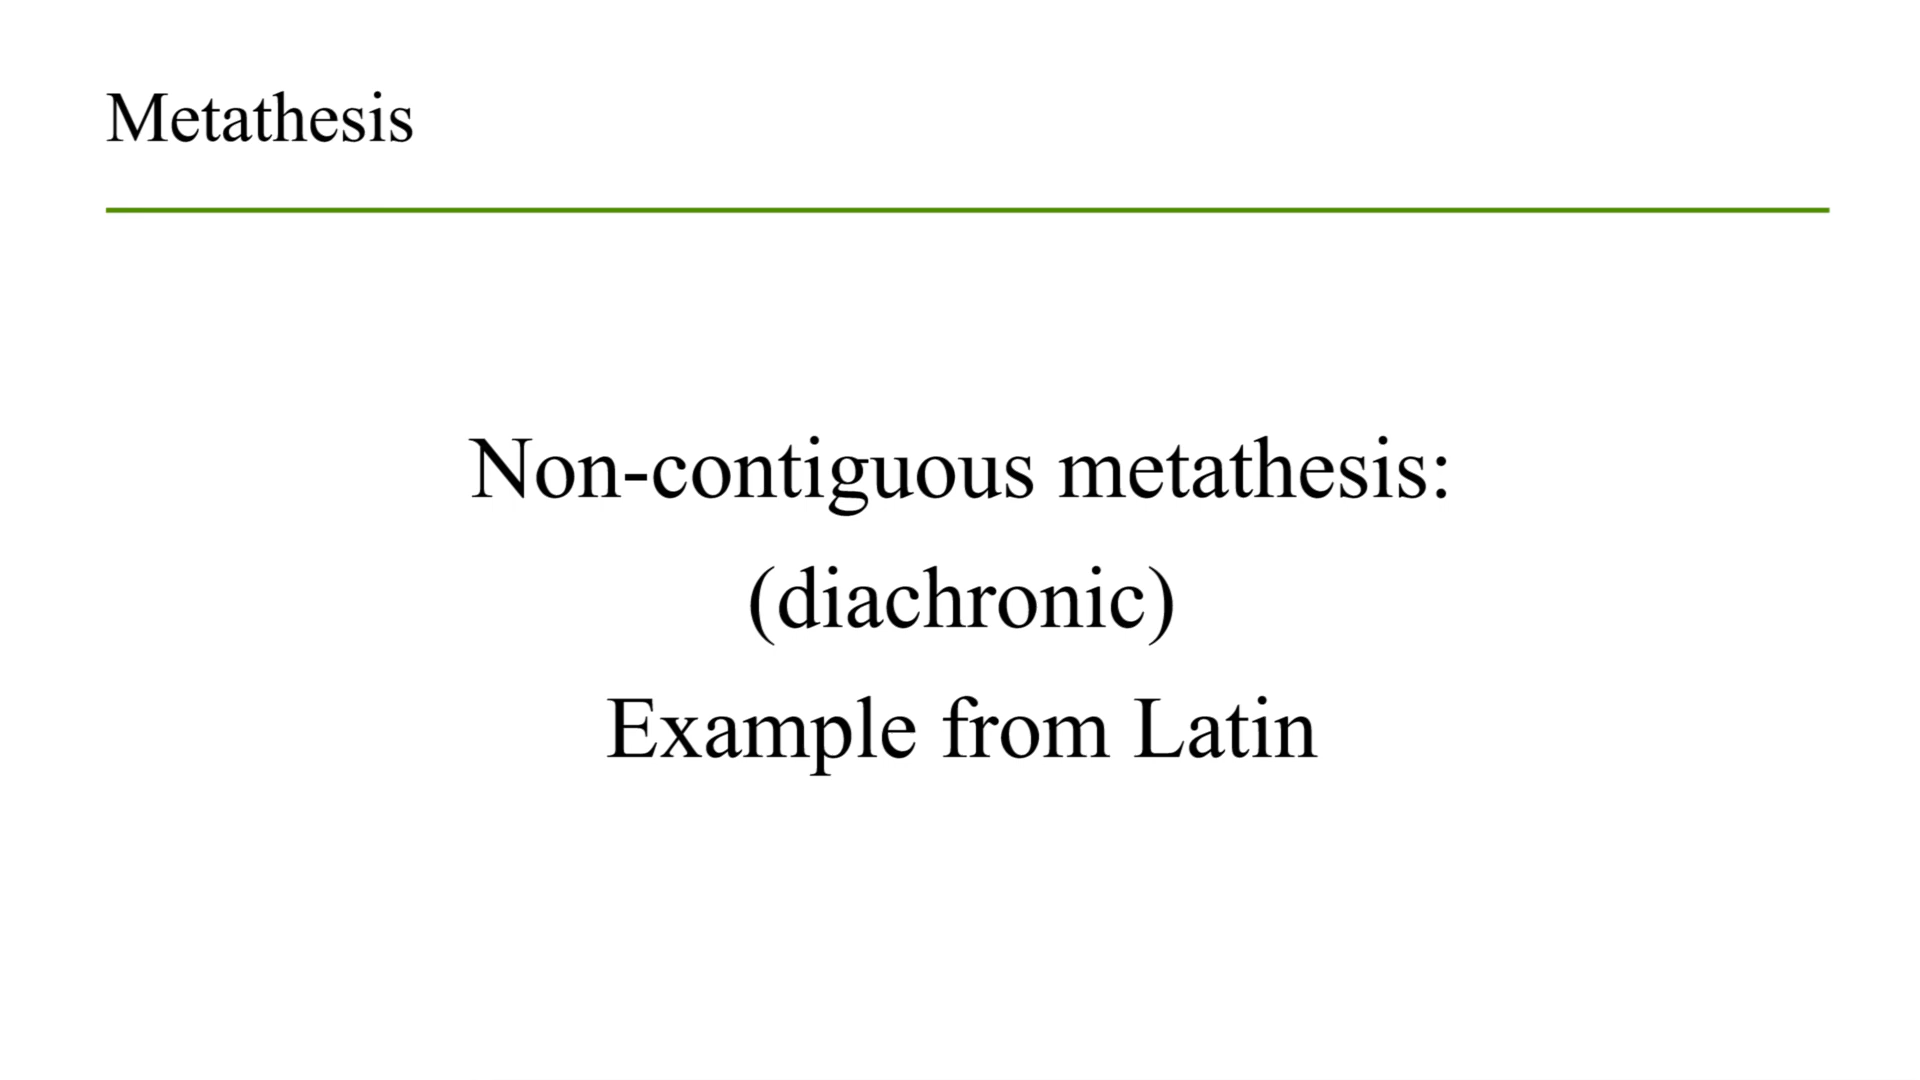 Metathesis
Non-contiguous metathesis:
(diachronic)
Example from Latin